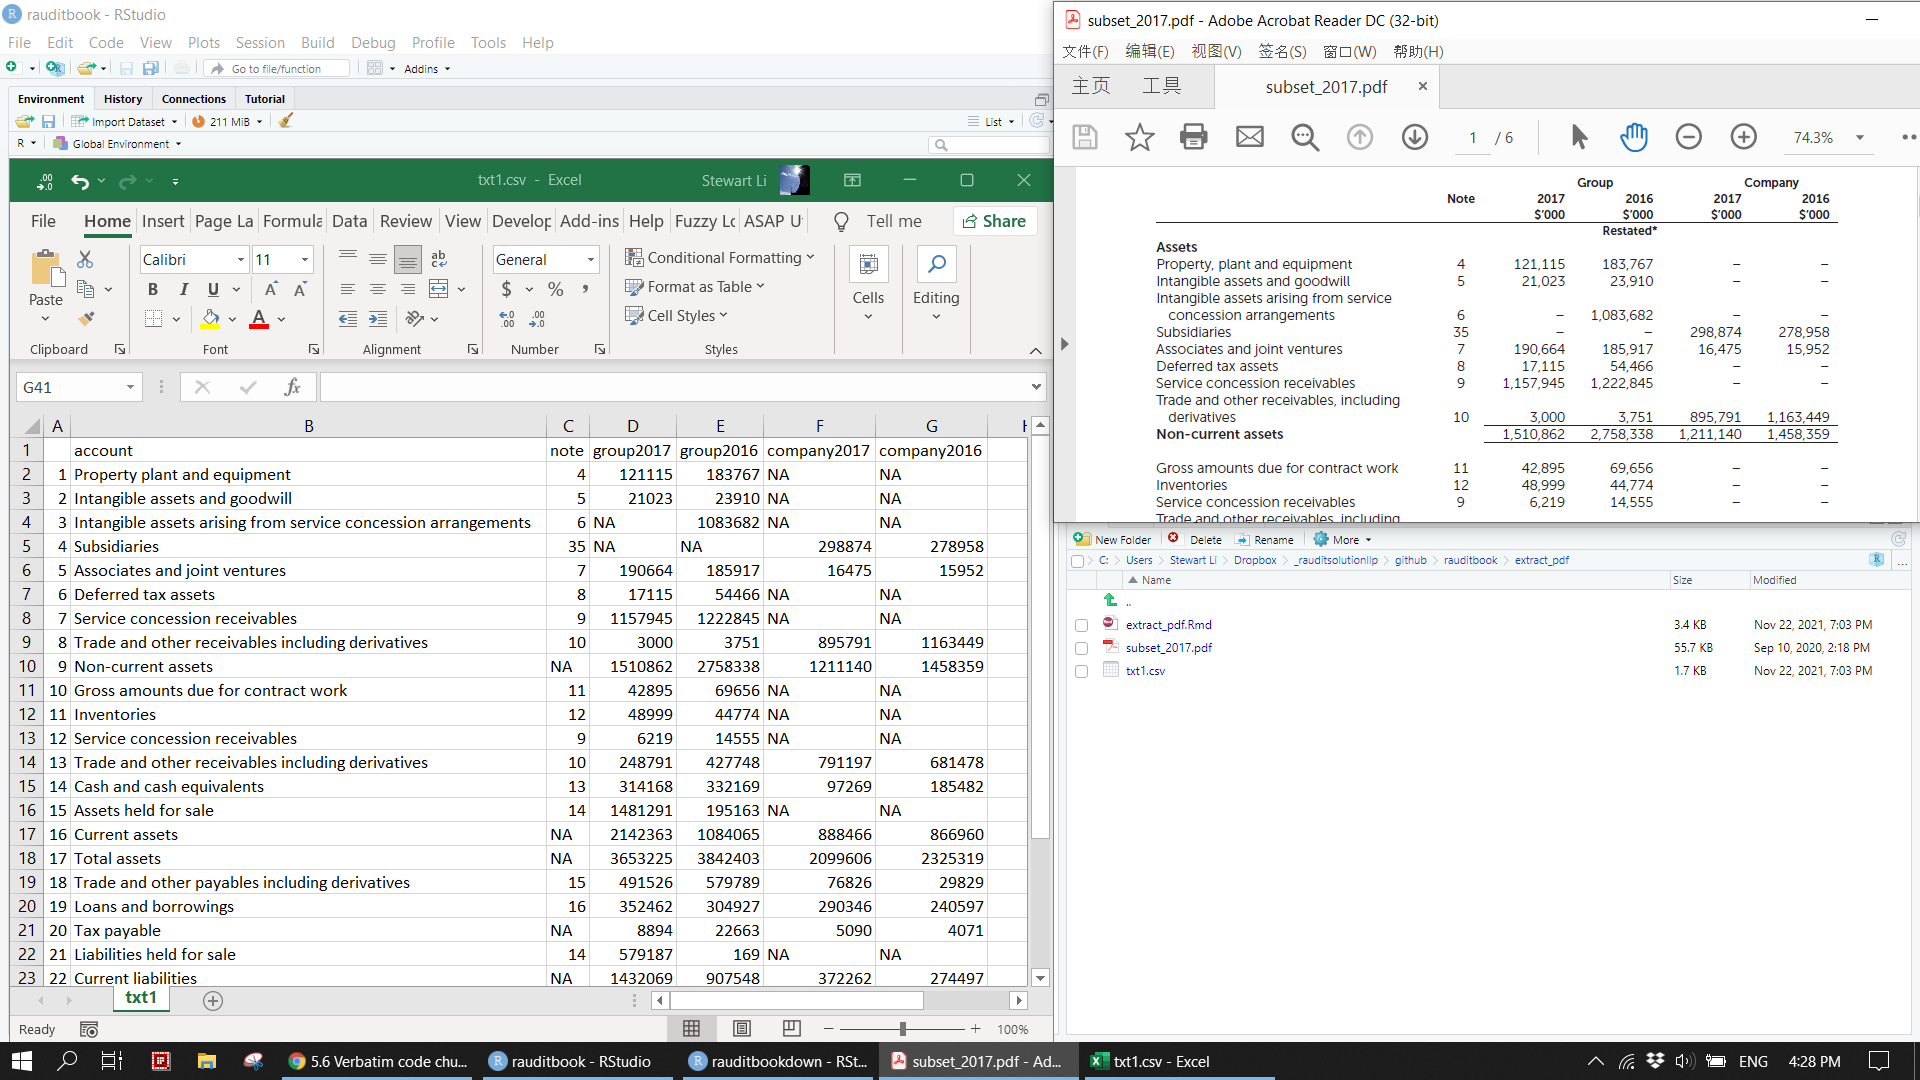 rauditbook - RStudio
File Edit Code View Plots Session Build Debug Profile Tools Help
Go to file/function Addins
Environment History Connections Tutorial
Import Dataset 211 MiB List
R Global Environment
txt1.csv - Excel Stewart Li
File Home Insert Page La Formula Data Review View Develop Add-ins Help Fuzzy Lo ASAP U Tell me Share
Paste Calibri 11 General Conditional Formatting Format as Table Cell Styles Cells Editing
Clipboard Font Alignment Number Styles
G41 fx
A B C D E F G H
1 account note group2017 group2016 company2017 company2016
2 1 Property plant and equipment 4 121115 183767 NA NA
3 2 Intangible assets and goodwill 5 21023 23910 NA NA
4 3 Intangible assets arising from service concession arrangements 6 NA 1083682 NA NA
5 4 Subsidiaries 35 NA NA 298874 278958
6 5 Associates and joint ventures 7 190664 185917 16475 15952
7 6 Deferred tax assets 8 17115 54466 NA NA
8 7 Service concession receivables 9 1157945 1222845 NA NA
9 8 Trade and other receivables including derivatives 10 3000 3751 895791 1163449
10 9 Non-current assets NA 1510862 2758338 1211140 1458359
11 10 Gross amounts due for contract work 11 42895 69656 NA NA
12 11 Inventories 12 48999 44774 NA NA
13 12 Service concession receivables 9 6219 14555 NA NA
14 13 Trade and other receivables including derivatives 10 248791 427748 791197 681478
15 14 Cash and cash equivalents 13 314168 332169 97269 185482
16 15 Assets held for sale 14 1481291 195163 NA NA
17 16 Current assets NA 2142363 1084065 888466 866960
18 17 Total assets NA 3653225 3842403 2099606 2325319
19 18 Trade and other payables including derivatives 15 491526 579789 76826 29829
20 19 Loans and borrowings 16 352462 304927 290346 240597
21 20 Tax payable NA 8894 22663 5090 4071
22 21 Liabilities held for sale 14 579187 169 NA NA
23 22 Current liabilities NA 1432069 907548 372262 274497
txt1
Ready 100%
subset_2017.pdf - Adobe Acrobat Reader DC (32-bit)
文件(F) 编辑(E) 视图(V) 签名(S) 窗口(W) 帮助(H)
主页 工具 subset_2017.pdf ×
1 / 6 74.3%
Group Company
Note 2017 2016 2017 2016
$'000 $'000 $'000 $'000
Restated*
Assets
Property, plant and equipment 4 121,115 183,767 – –
Intangible assets and goodwill 5 21,023 23,910 – –
Intangible assets arising from service
concession arrangements 6 – 1,083,682 – –
Subsidiaries 35 – – 298,874 278,958
Associates and joint ventures 7 190,664 185,917 16,475 15,952
Deferred tax assets 8 17,115 54,466 – –
Service concession receivables 9 1,157,945 1,222,845 – –
Trade and other receivables, including
derivatives 10 3,000 3,751 895,791 1,163,449
Non-current assets 1,510,862 2,758,338 1,211,140 1,458,359
Gross amounts due for contract work 11 42,895 69,656 – –
Inventories 12 48,999 44,774 – –
Service concession receivables 9 6,219 14,555 – –
Trade and other receivables, including
New Folder Delete Rename More
C: Users Stewart Li Dropbox _rauditsolutionllp github rauditbook extract_pdf
Name Size Modified
..
extract_pdf.Rmd 3.4 KB Nov 22, 2021, 7:03 PM
subset_2017.pdf 55.7 KB Sep 10, 2020, 2:18 PM
txt1.csv 1.7 KB Nov 22, 2021, 7:03 PM
5.6 Verbatim code chu... rauditbook - RStudio rauditbookdown - RSt... subset_2017.pdf - Ad... txt1.csv - Excel ENG 4:28 PM